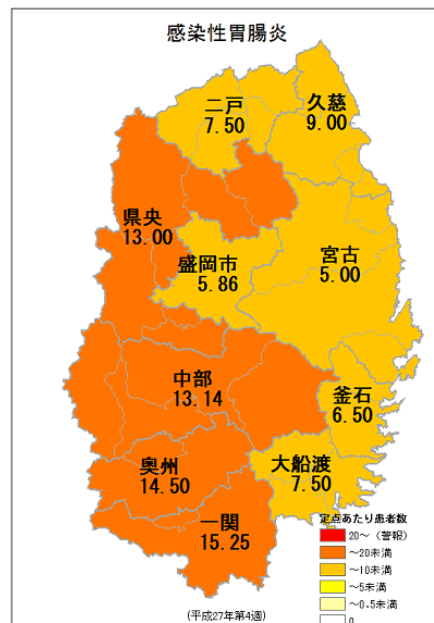 感染性胃腸炎
二戸
7.50
久慈
9.00
県央
13.00
盛岡市
5.86
宮古
5.00
中部
13.14
釜石
6.50
奥州
14.50
大船渡
7.50
一関
15.25
定点あたり患者数
20～（警報）
～20未満
～10未満
～5未満
～0.5未満
0
(平成27年第4週)